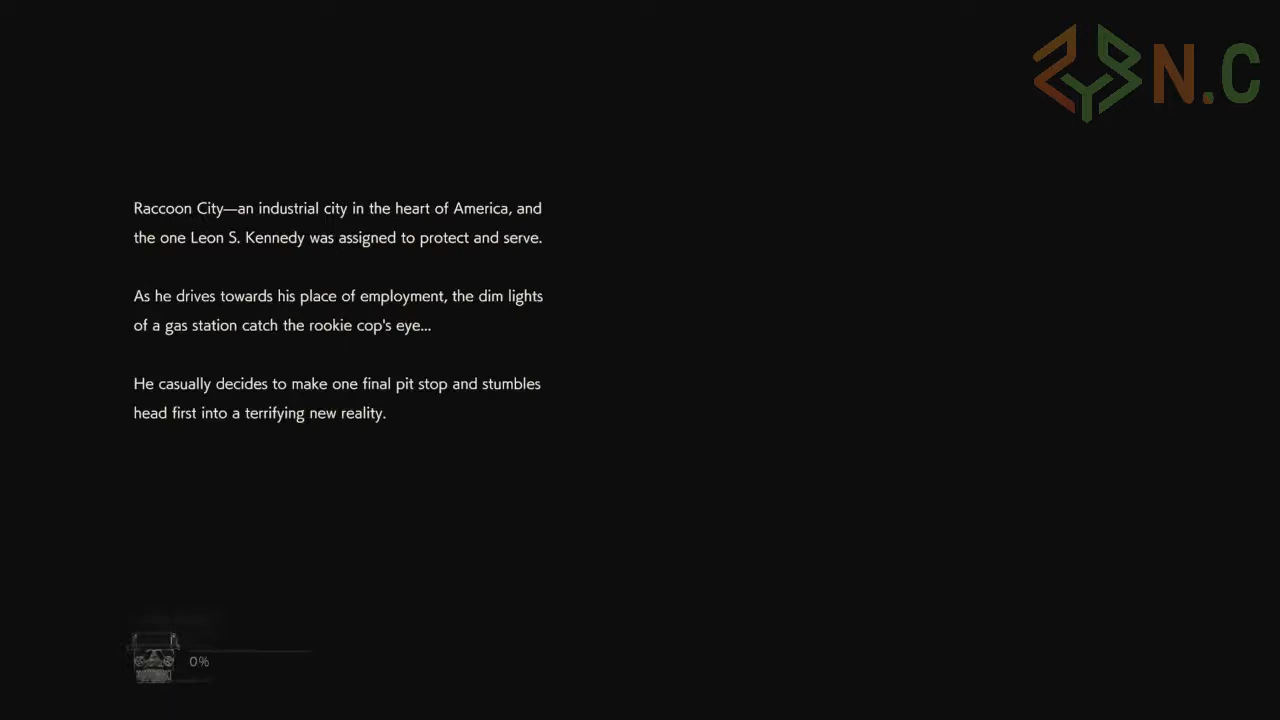 N.C
Raccoon City—an industrial city in the heart of America, and
the one Leon S. Kennedy was assigned to protect and serve.
As he drives towards his place of employment, the dim lights
of a gas station catch the rookie cop's eye...
He casually decides to make one final pit stop and stumbles
head first into a terrifying new reality.
0%